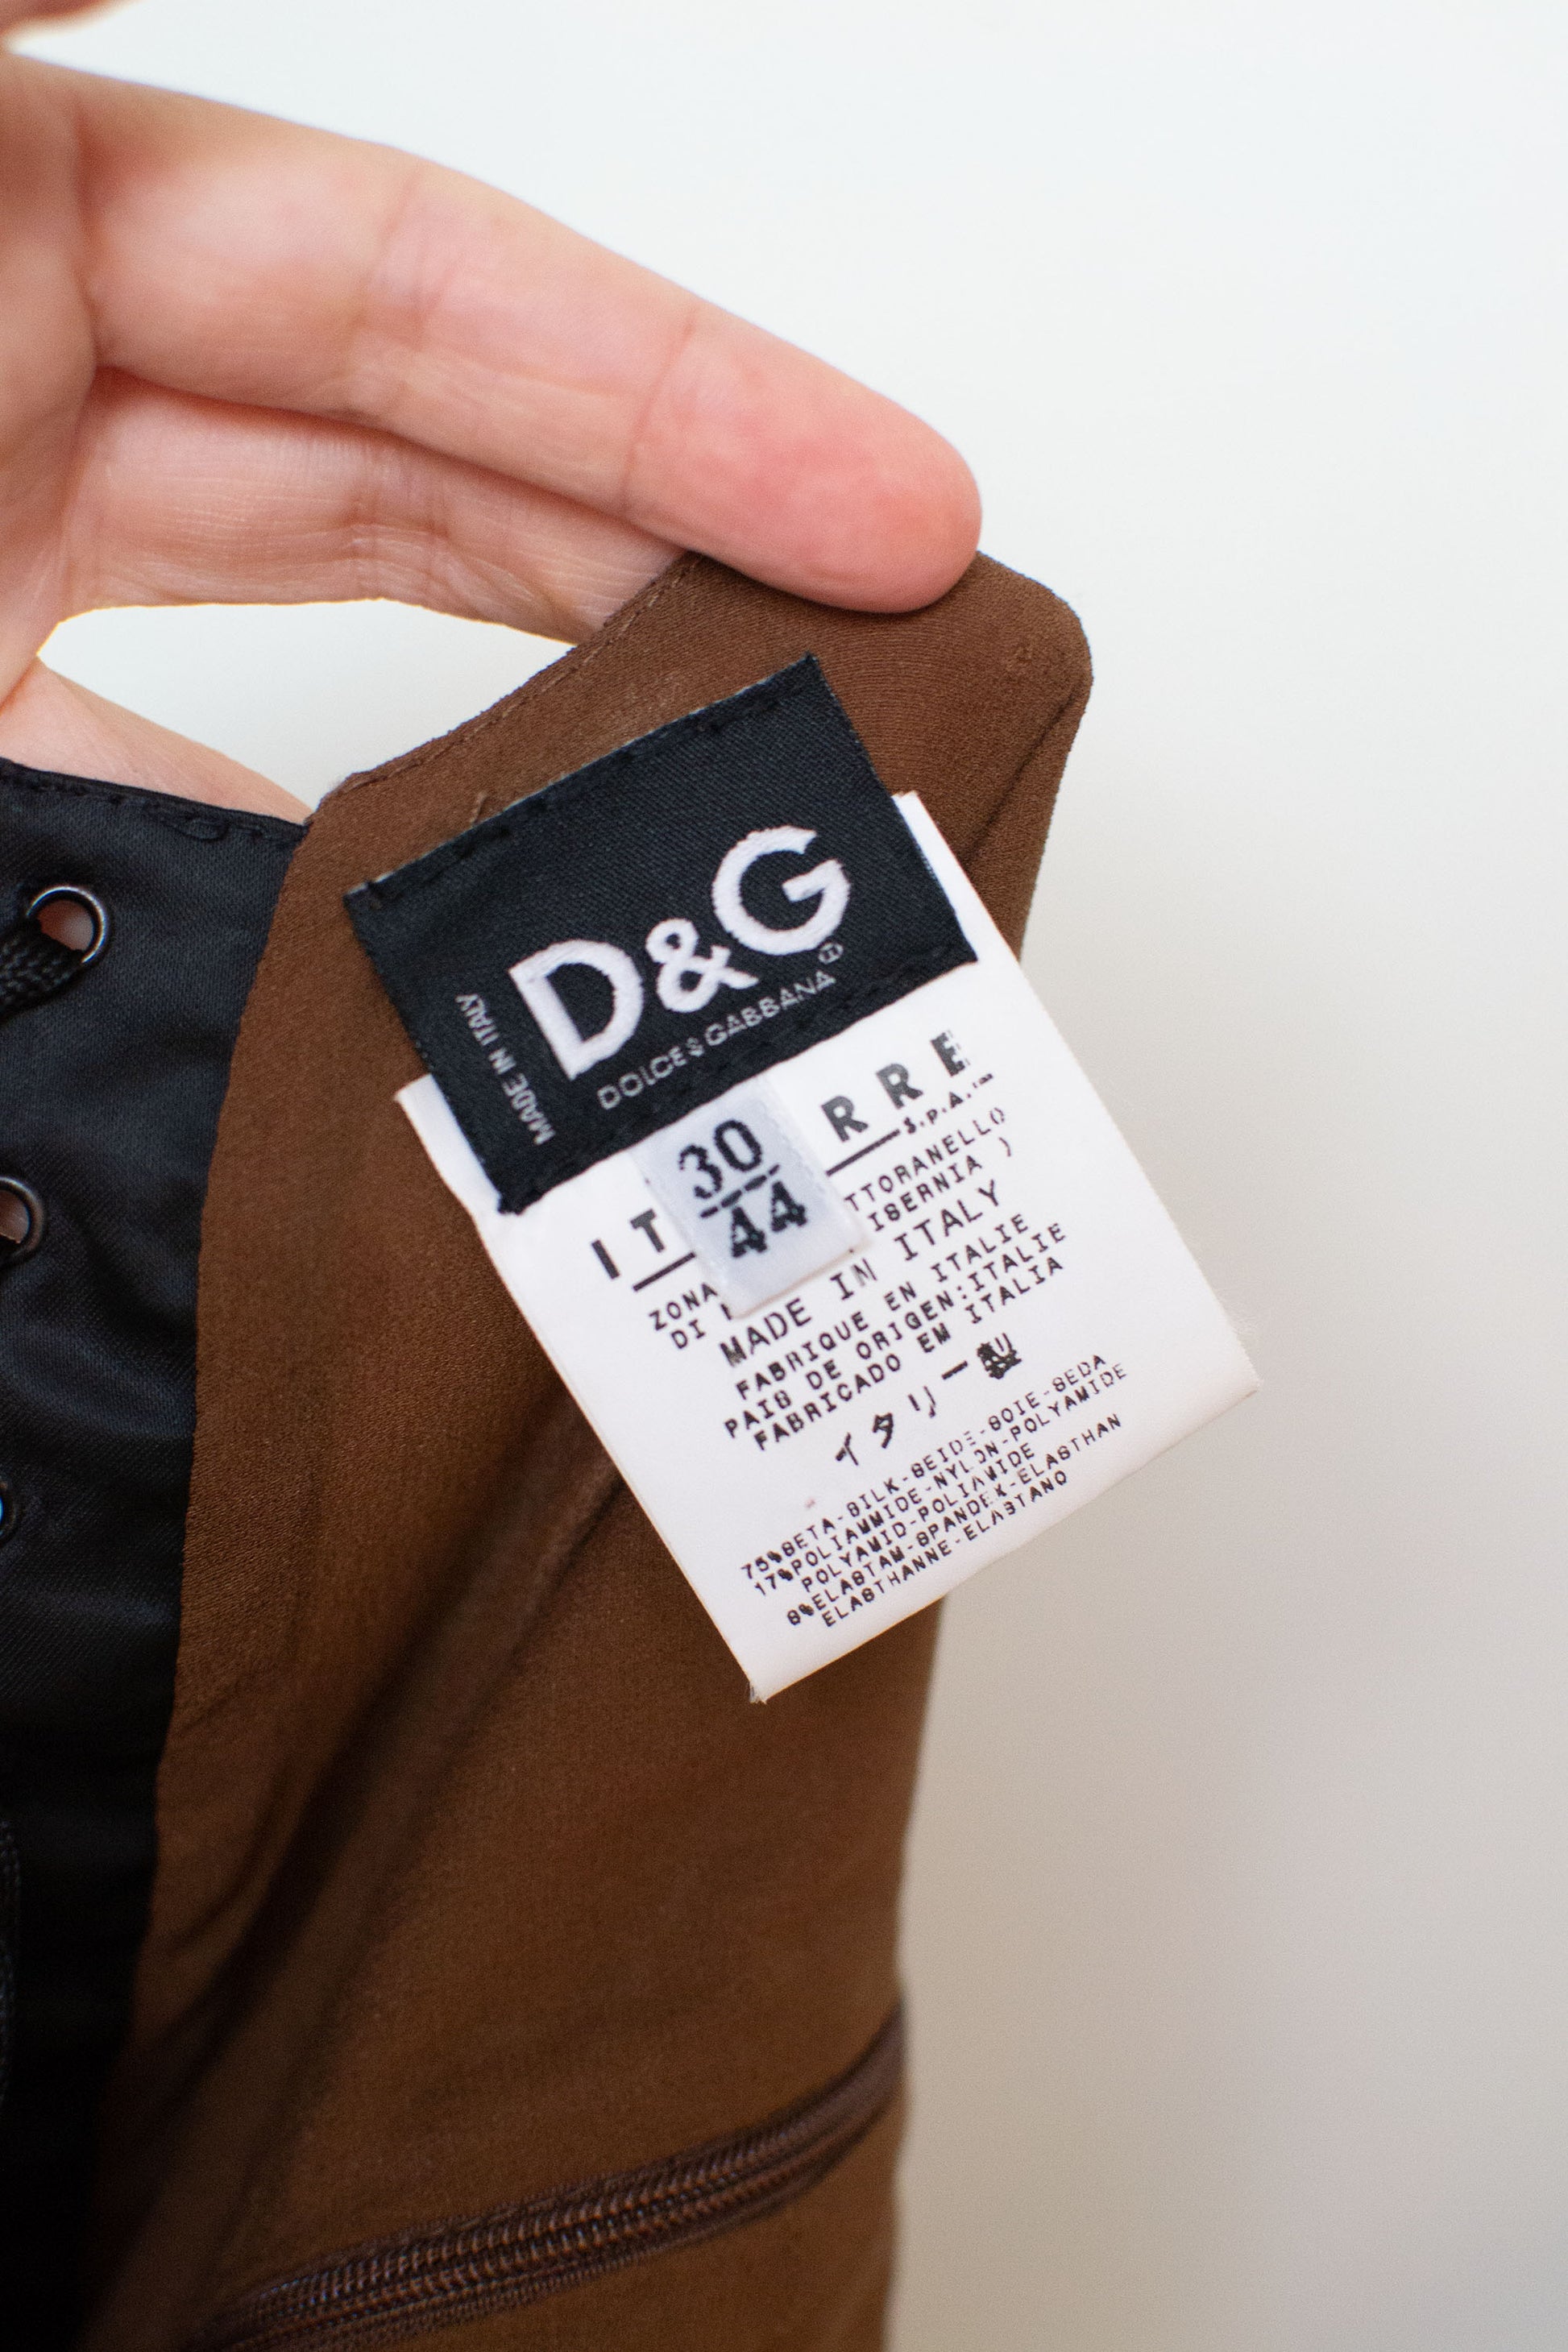 D&G
DOLCE & GABBANA
MADE IN ITALY
30
44
IT RRE
S.P.A.
ZONA TTORANELLO
DI ISERNIA )
MADE IN ITALY
FABRIQUE EN ITALIE
PAIS DE ORIGEN:ITALIE
FABRICADO EM ITALIA
イタリー製
75%SETA-SILK-SEIDE-SOIE-SEDA
17%POLIAMMIDE-NYLON-POLYAMIDE
POLYAMID-POLIAMIDE
8%ELASTAM-SPANDEX-ELASTHAN
ELASTHANNE-ELASTANO